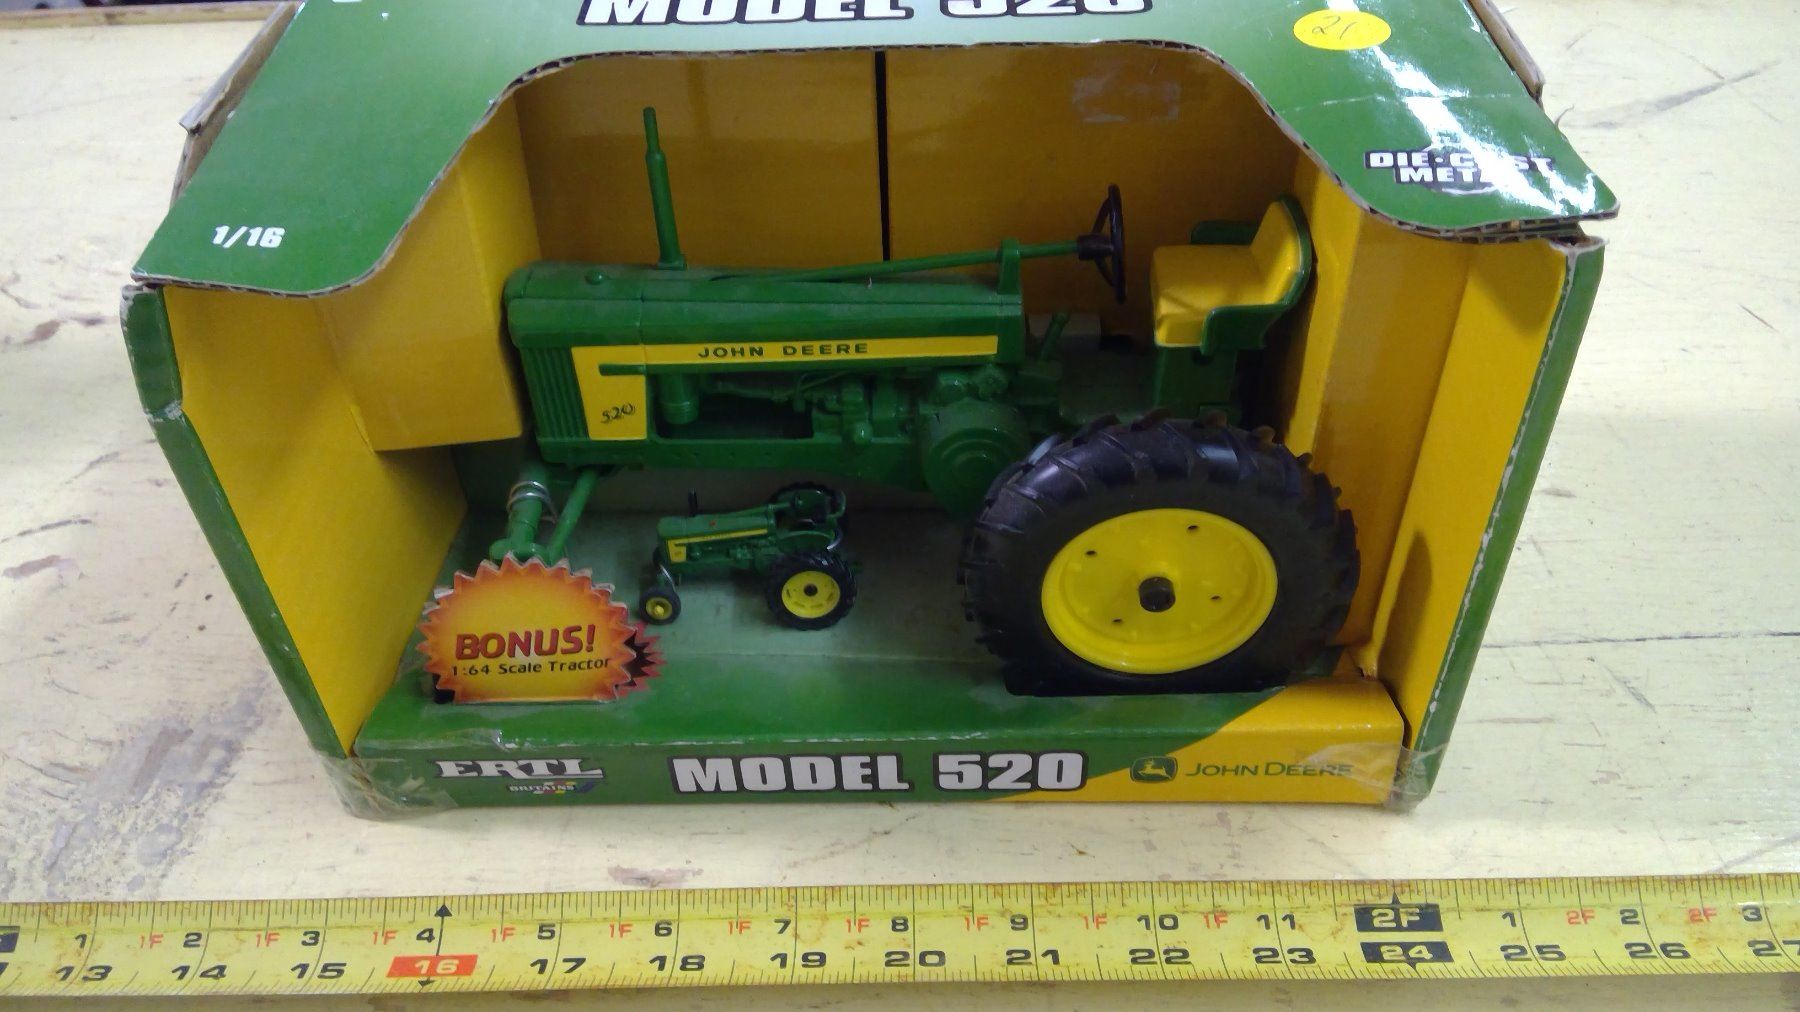 MODEL 520
21
DIE-CAST
METAL
1/16
JOHN DEERE
520
BONUS!
1:64 Scale Tractor
ERTL
BRITAINS
MODEL 520
JOHN DEERE
1 1F 2 1F 3 1F 4 1F 5 1F 6 1F 7 1F 8 1F 9 1F 10 1F 11 2F 1 2F 2 2F 3
13 14 15 16 17 18 19 20 21 22 23 24 25 26 27